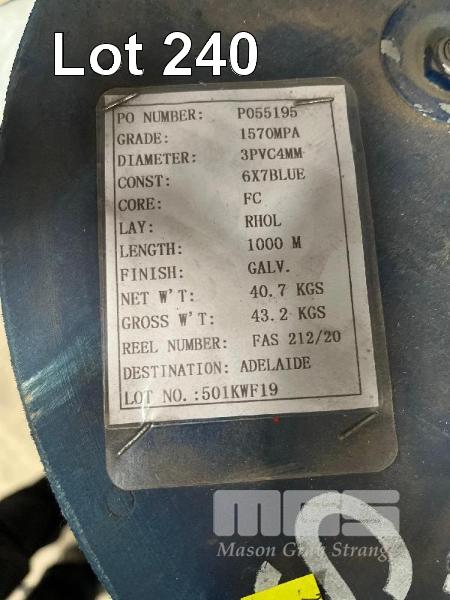 Lot 240
PO NUMBER: P055195
GRADE: 1570MPA
DIAMETER: 3PVC4MM
CONST: 6X7BLUE
CORE: FC
LAY: RHOL
LENGTH: 1000 M
FINISH: GALV.
NET W'T: 40.7 KGS
GROSS W'T: 43.2 KGS
REEL NUMBER: FAS 212/20
DESTINATION: ADELAIDE
LOT NO.:501KWF19
MGS
Mason Gray Strange
S